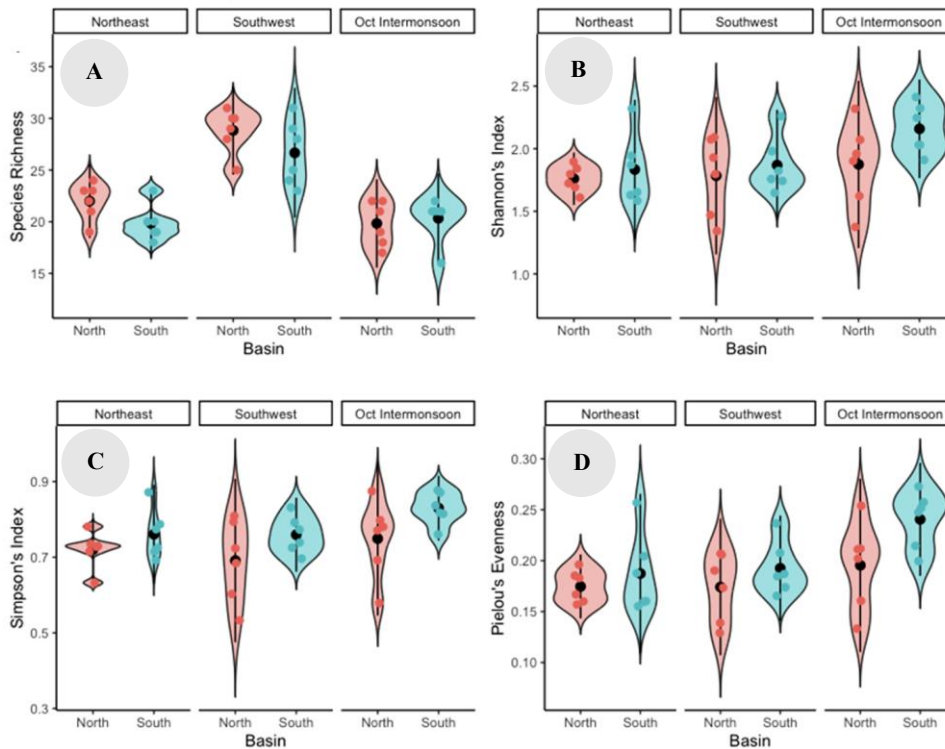 Northeast Southwest Oct Intermonsoon
A
Species Richness
35
30
25
20
15
North South North South North South
Basin
Northeast Southwest Oct Intermonsoon
B
Shannon's Index
2.5
2.0
1.5
1.0
North South North South North South
Basin
Northeast Southwest Oct Intermonsoon
C
Simpson's Index
0.9
0.7
0.5
0.3
North South North South North South
Basin
Northeast Southwest Oct Intermonsoon
D
Pielou's Evenness
0.30
0.25
0.20
0.15
0.10
North South North South North South
Basin